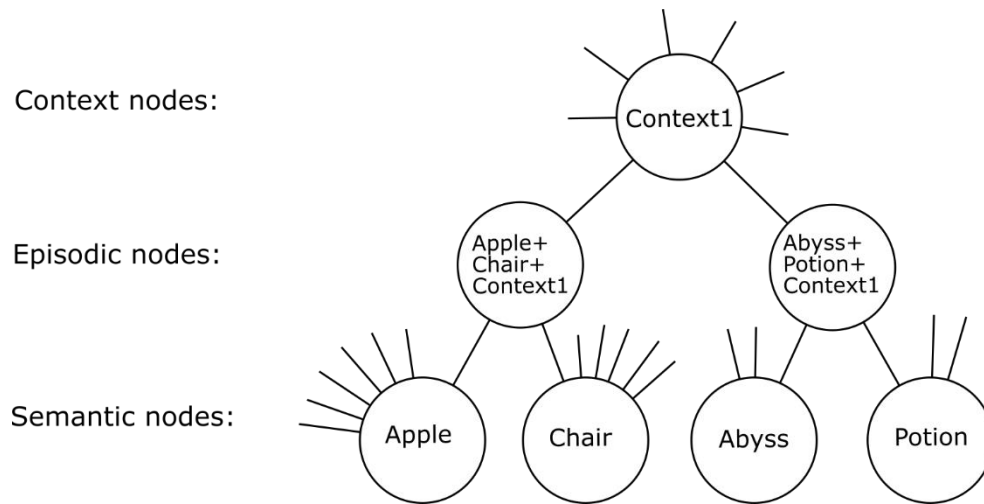 Context nodes:
Context1
Episodic nodes:
Apple+
Chair+
Context1
Abyss+
Potion+
Context1
Semantic nodes:
Apple
Chair
Abyss
Potion